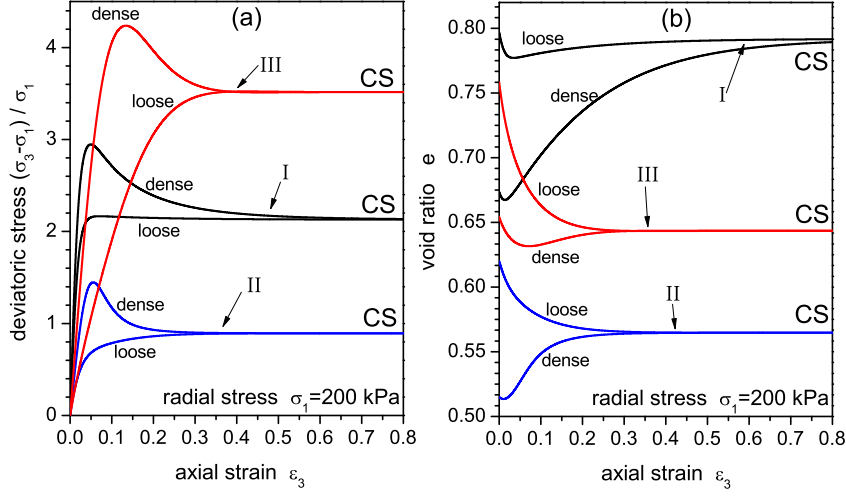 (a)
dense
III
loose
CS
dense
I
loose
CS
dense
II
loose
CS
radial stress σ1=200 kPa
4
3
2
1
0
0.0 0.1 0.2 0.3 0.4 0.5 0.6 0.7 0.8
axial strain ε3
deviatoric stress (σ3-σ1) / σ1
(b)
loose
CS
dense
I
loose
III
dense
CS
loose
II
dense
CS
radial stress σ1=200 kPa
0.80
0.75
0.70
0.65
0.60
0.55
0.50
0.0 0.1 0.2 0.3 0.4 0.5 0.6 0.7 0.8
axial strain ε3
void ratio e